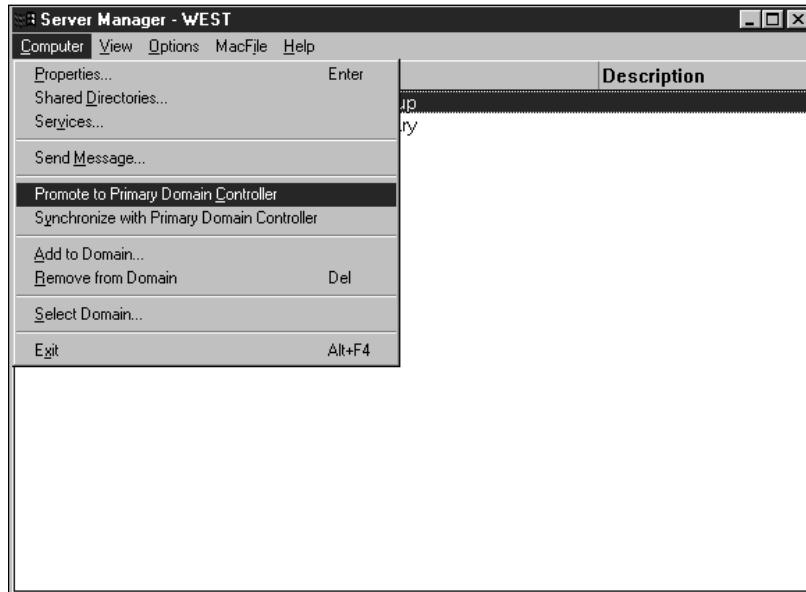 Server Manager - WEST
Computer View Options MacFile Help
Properties... Enter
Description
Shared Directories...
up
Services...
ry
Send Message...
Promote to Primary Domain Controller
Synchronize with Primary Domain Controller
Add to Domain...
Remove from Domain Del
Select Domain...
Exit Alt+F4